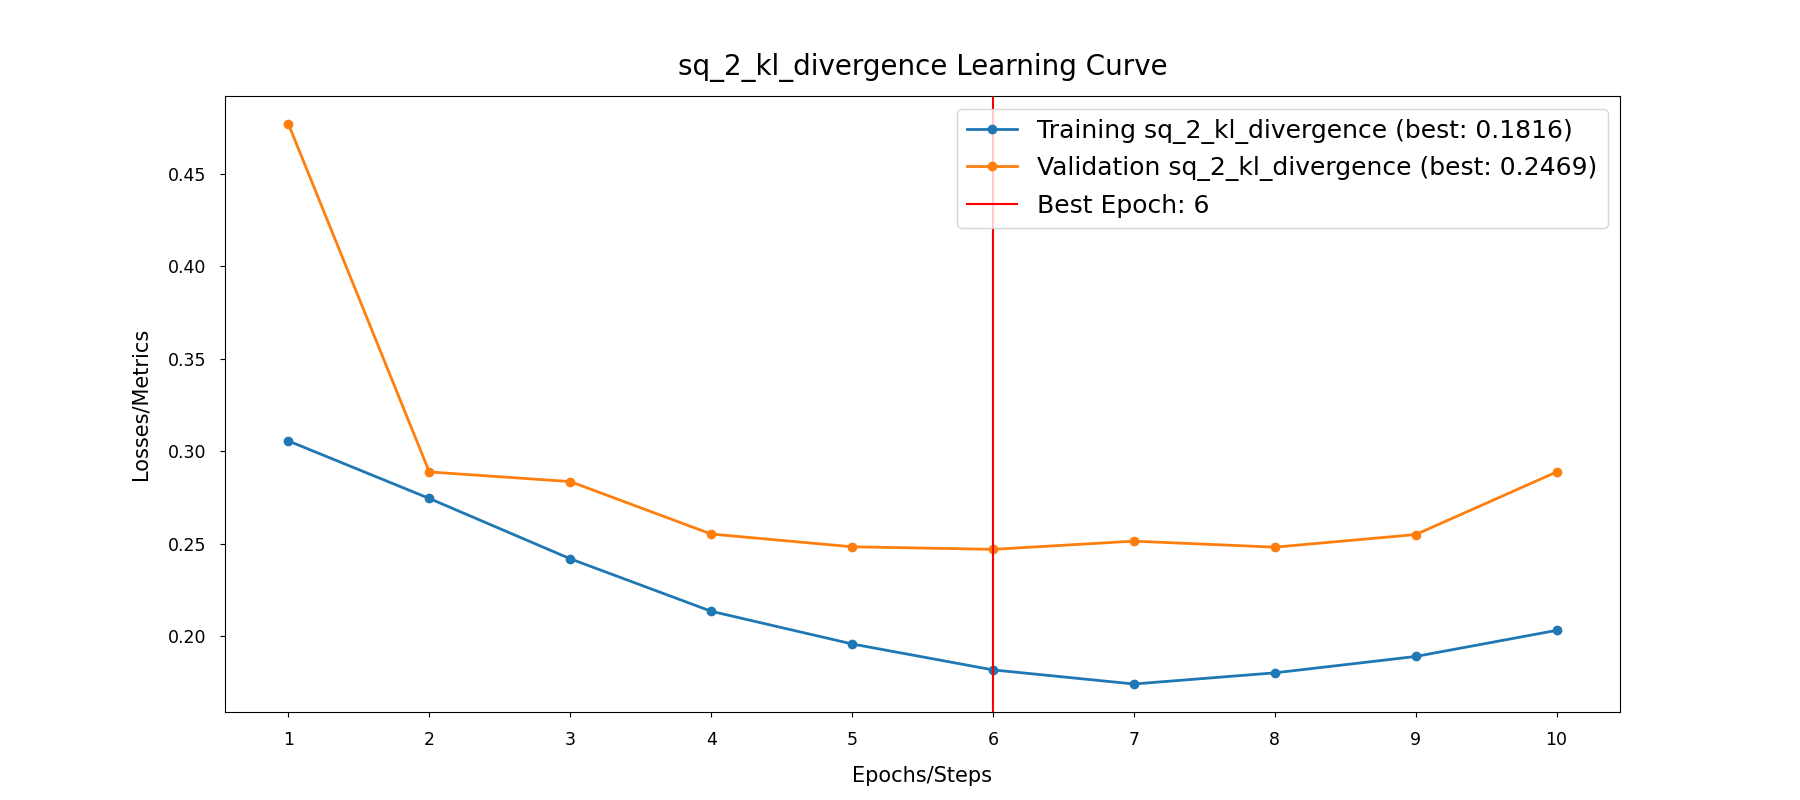 sq_2_kl_divergence Learning Curve
Training sq_2_kl_divergence (best: 0.1816)
Validation sq_2_kl_divergence (best: 0.2469)
Best Epoch: 6
Losses/Metrics
0.45
0.40
0.35
0.30
0.25
0.20
1 2 3 4 5 6 7 8 9 10
Epochs/Steps